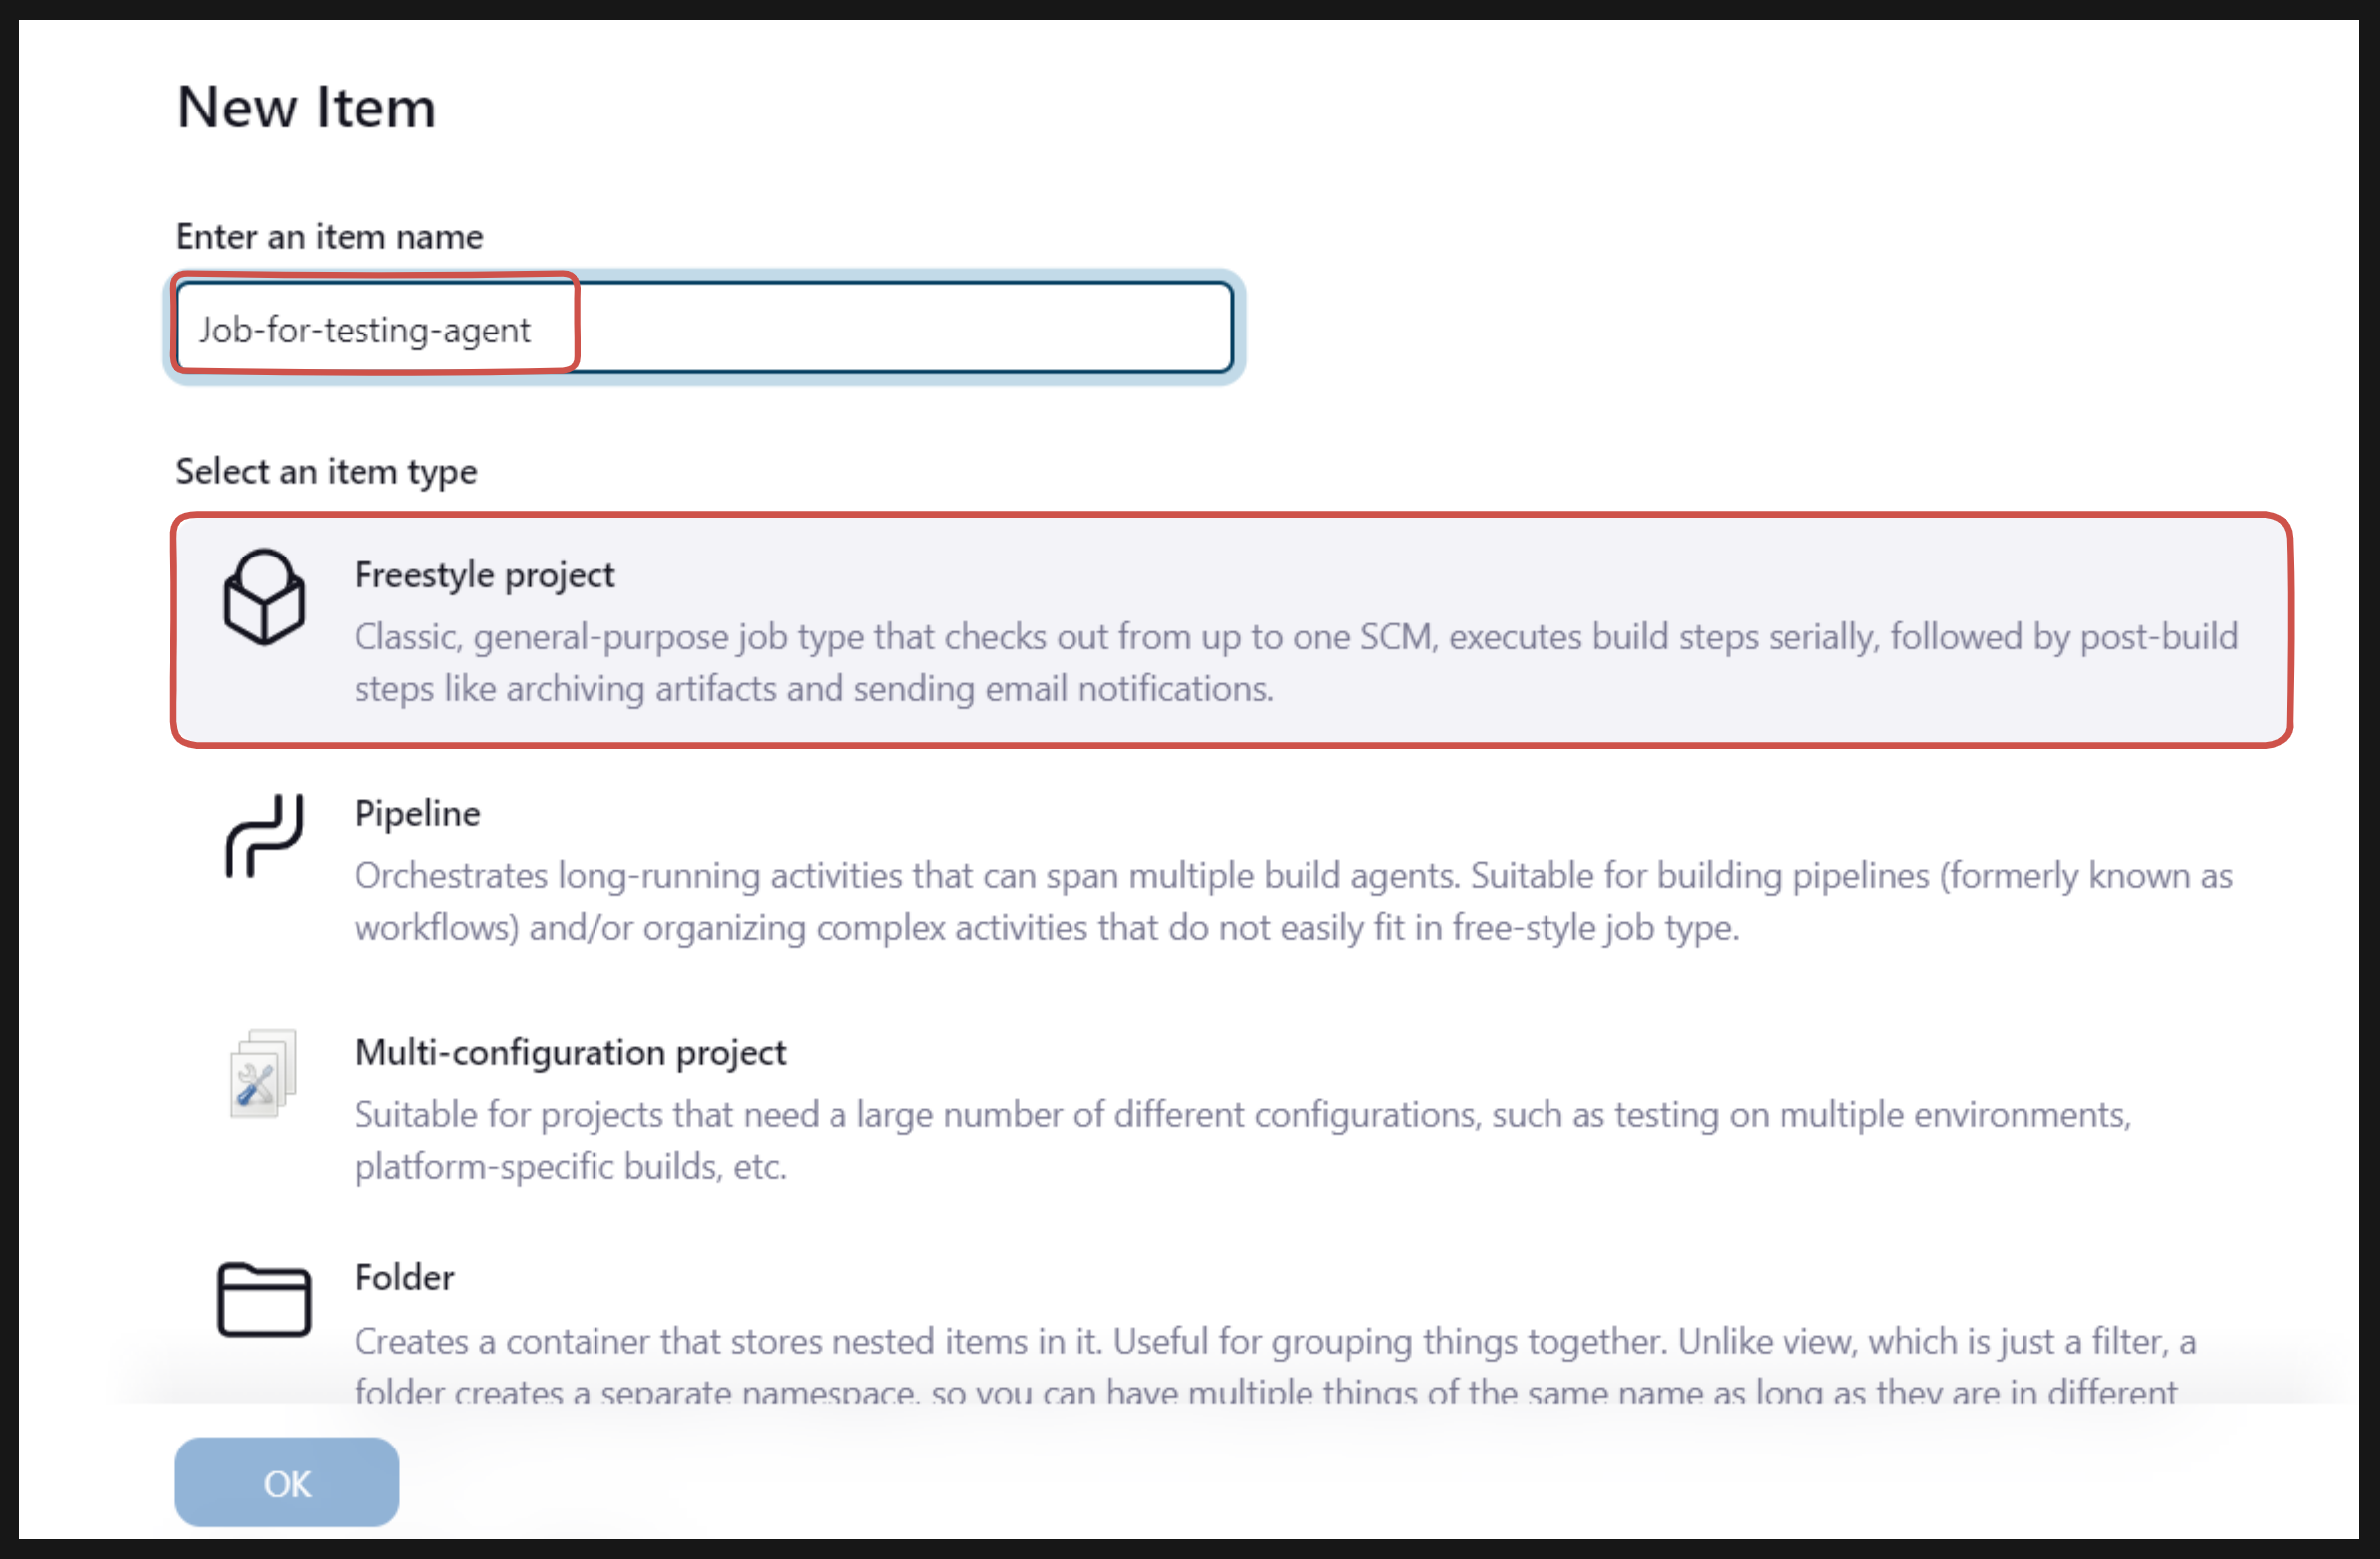 New Item
Enter an item name
Job-for-testing-agent
Select an item type
Freestyle project
Classic, general-purpose job type that checks out from up to one SCM, executes build steps serially, followed by post-build
steps like archiving artifacts and sending email notifications.
Pipeline
Orchestrates long-running activities that can span multiple build agents. Suitable for building pipelines (formerly known as
workflows) and/or organizing complex activities that do not easily fit in free-style job type.
Multi-configuration project
Suitable for projects that need a large number of different configurations, such as testing on multiple environments,
platform-specific builds, etc.
Folder
Creates a container that stores nested items in it. Useful for grouping things together. Unlike view, which is just a filter, a
folder creates a separate namespace, so you can have multiple things of the same name as long as they are in different
OK